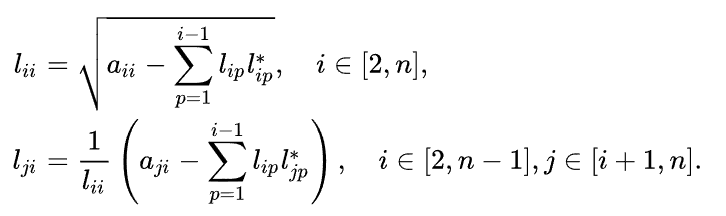 l_{ii} = \sqrt{a_{ii} - \sum_{p=1}^{i-1} l_{ip} l_{ip}^{*}}, \quad i \in [2, n],
l_{ji} = \frac{1}{l_{ii}} \left( a_{ji} - \sum_{p=1}^{i-1} l_{ip} l_{jp}^{*} \right), \quad i \in [2, n-1], j \in [i+1, n].